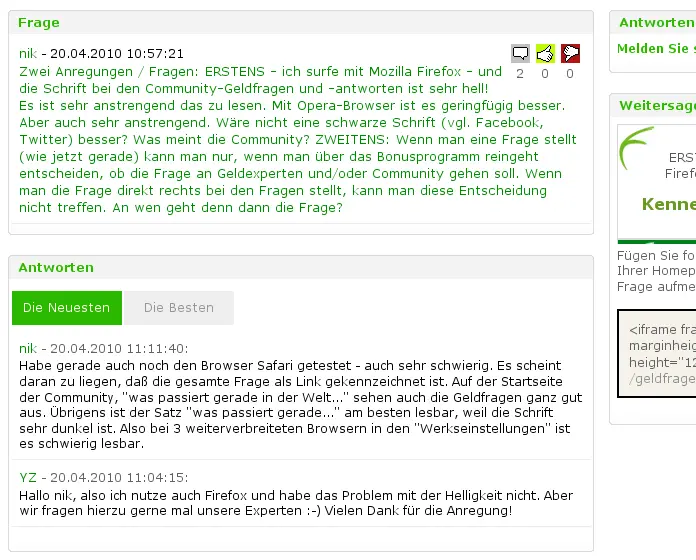 Frage
nik - 20.04.2010 10:57:21
2 0 0
Zwei Anregungen / Fragen: ERSTENS - ich surfe mit Mozilla Firefox - und
die Schrift bei den Community-Geldfragen und -antworten ist sehr hell!
Es ist sehr anstrengend das zu lesen. Mit Opera-Browser ist es geringfügig besser.
Aber auch sehr anstrengend. Wäre nicht eine schwarze Schrift (vgl. Facebook,
Twitter) besser? Was meint die Community? ZWEITENS: Wenn man eine Frage stellt
(wie jetzt gerade) kann man nur, wenn man über das Bonusprogramm reingeht
entscheiden, ob die Frage an Geldexperten und/oder Community gehen soll. Wenn
man die Frage direkt rechts bei den Fragen stellt, kann man diese Entscheidung
nicht treffen. An wen geht denn dann die Frage?
Antworten
Die Neuesten
Die Besten
nik - 20.04.2010 11:11:40:
Habe gerade auch noch den Browser Safari getestet - auch sehr schwierig. Es scheint
daran zu liegen, daß die gesamte Frage als Link gekennzeichnet ist. Auf der Startseite
der Community, "was passiert gerade in der Welt..." sehen auch die Geldfragen ganz gut
aus. Übrigens ist der Satz "was passiert gerade..." am besten lesbar, weil die Schrift
sehr dunkel ist. Also bei 3 weiterverbreiteten Browsern in den "Werkseinstellungen" ist
es schwierig lesbar.
YZ - 20.04.2010 11:04:15:
Hallo nik, also ich nutze auch Firefox und habe das Problem mit der Helligkeit nicht. Aber
wir fragen hierzu gerne mal unsere Experten :-) Vielen Dank für die Anregung!
Antworten
Melden Sie s
Weitersage
ERS
Firefo
Kenne
Fügen Sie fo
Ihrer Homep
Frage aufme
<iframe fra
marginheig
height="12
/geldfrage